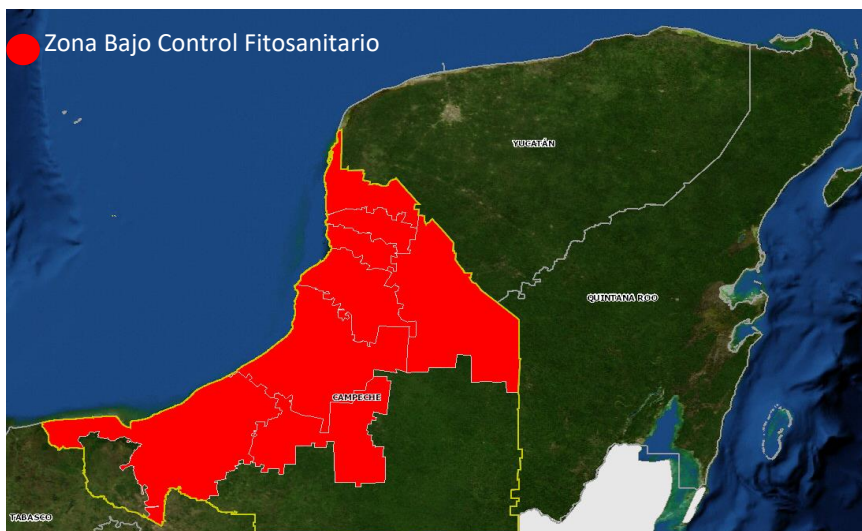 Zona Bajo Control Fitosanitario
YUCATÁN
QUINTANA ROO
CAMPECHE
TABASCO